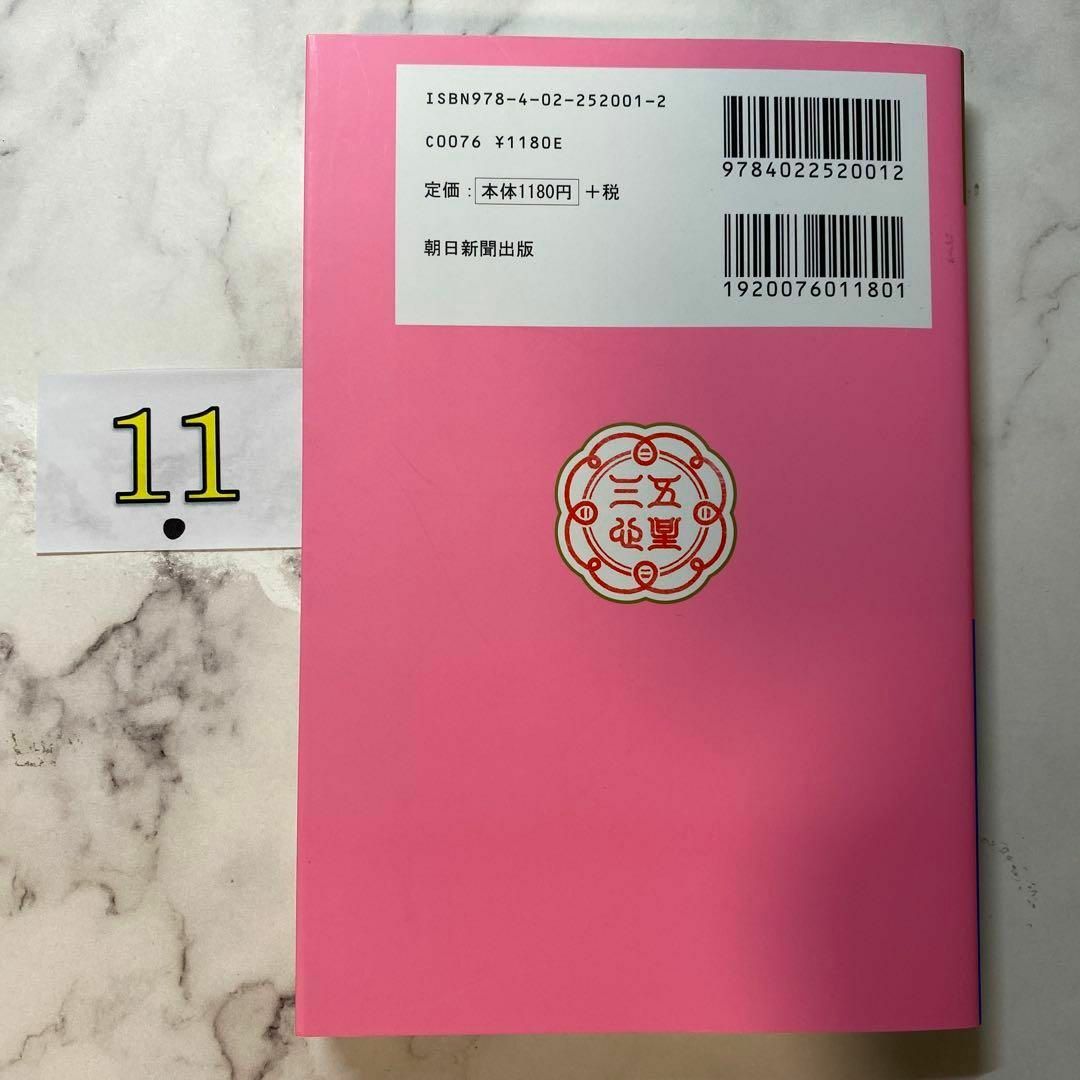 ISBN978-4-02-252001-2
C0076 ¥1180E
定価：本体1180円+税
朝日新聞出版
9784022520012
1920076011801
11
五星
三心